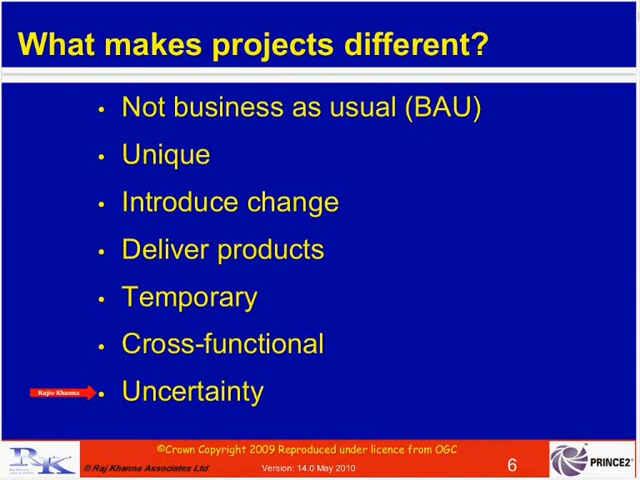 What makes projects different?
• Not business as usual (BAU)
• Unique
• Introduce change
• Deliver products
• Temporary
• Cross-functional
Rajiv Khanna
• Uncertainty
©Crown Copyright 2009 Reproduced under licence from OGC
RK
© Raj Khanna Associates Ltd
Version: 14.0 May 2010
6
PRINCE2